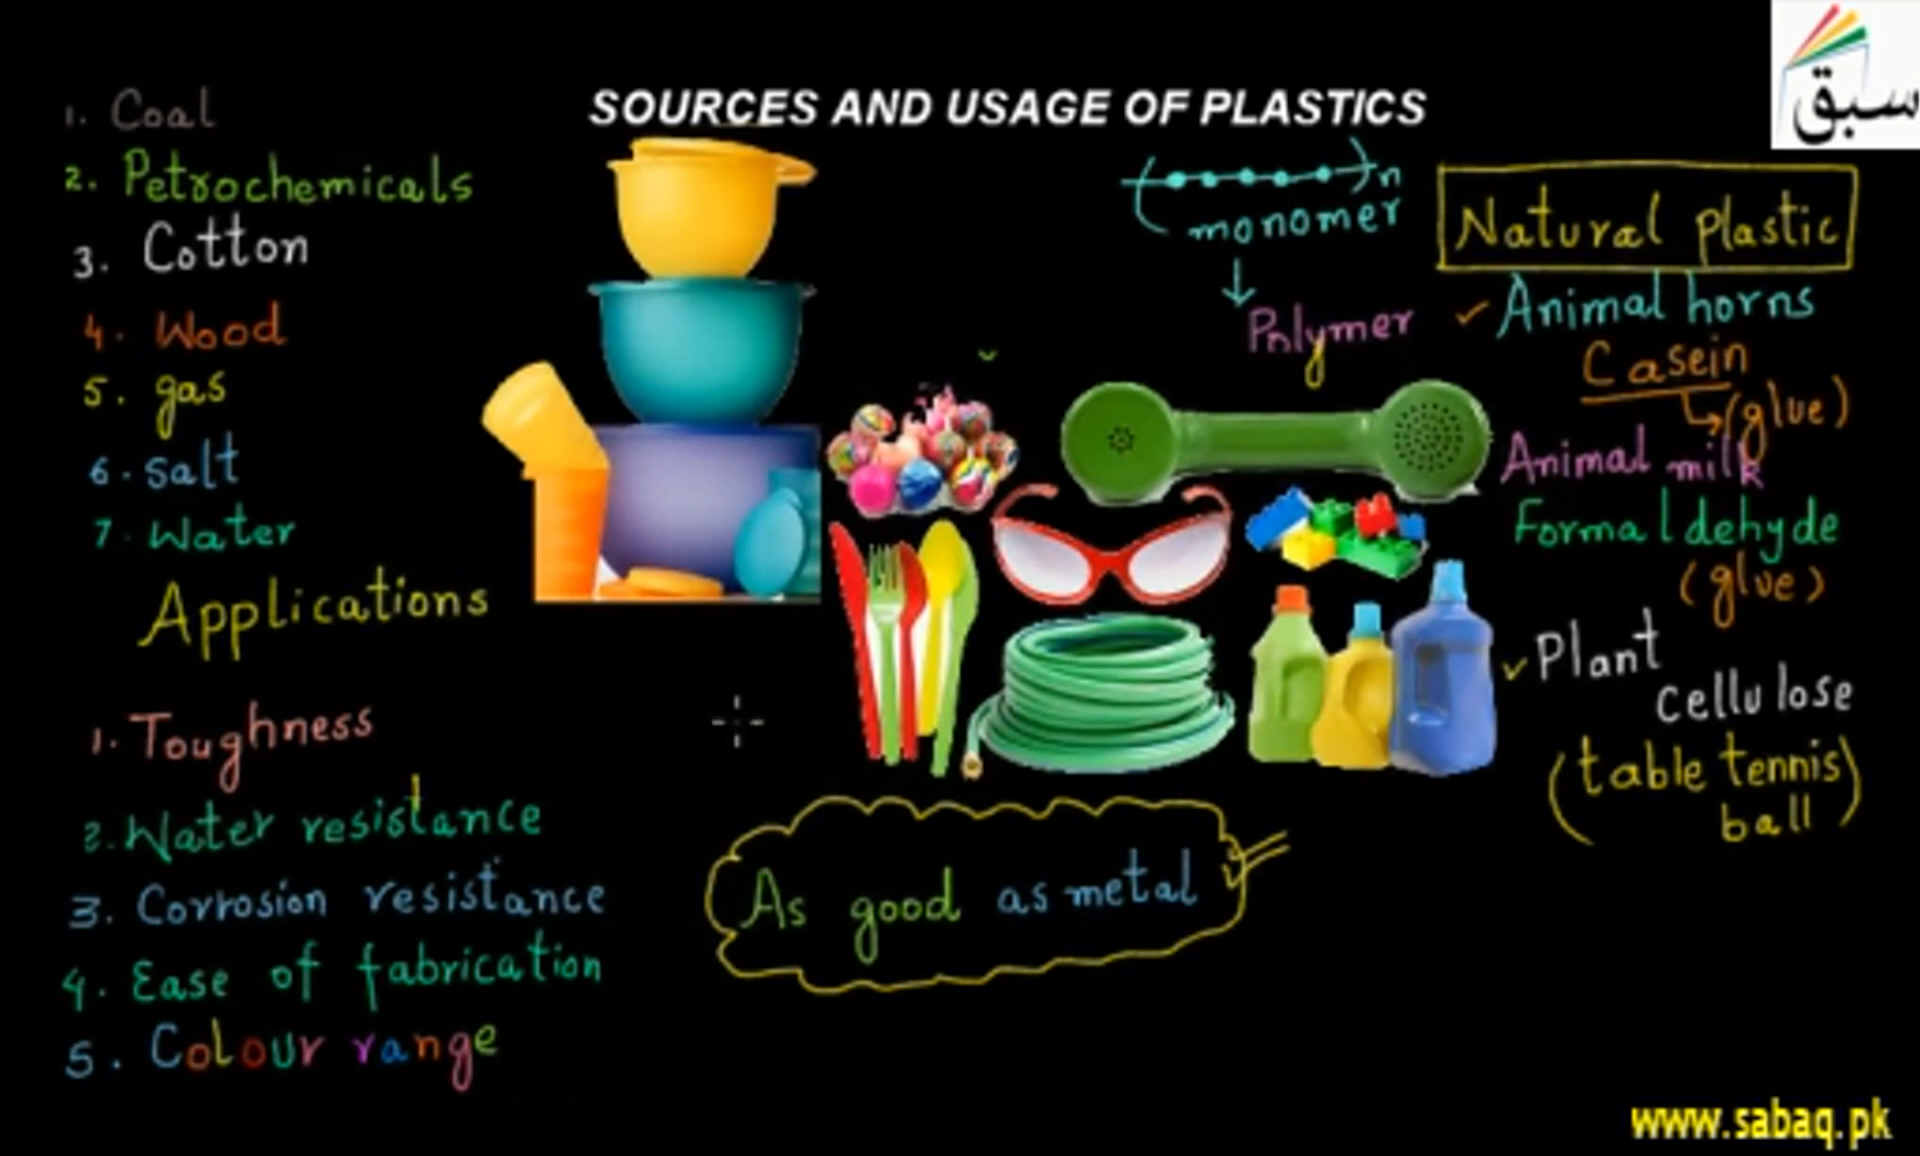 سبق
SOURCES AND USAGE OF PLASTICS
1. Coal
2. Petrochemicals
3. Cotton
4. Wood
5. gas
6. salt
7. Water
Applications
1. Toughness
2. Water resistance
3. Corrosion resistance
4. Ease of fabrication
5. Colour range
n
monomer
Polymer
Natural plastic
Animal horns
Casein
(glue)
Animal milk
Formaldehyde
(glue)
Plant
cellulose
(table tennis
ball)
As good as metal
www.sabaq.pk